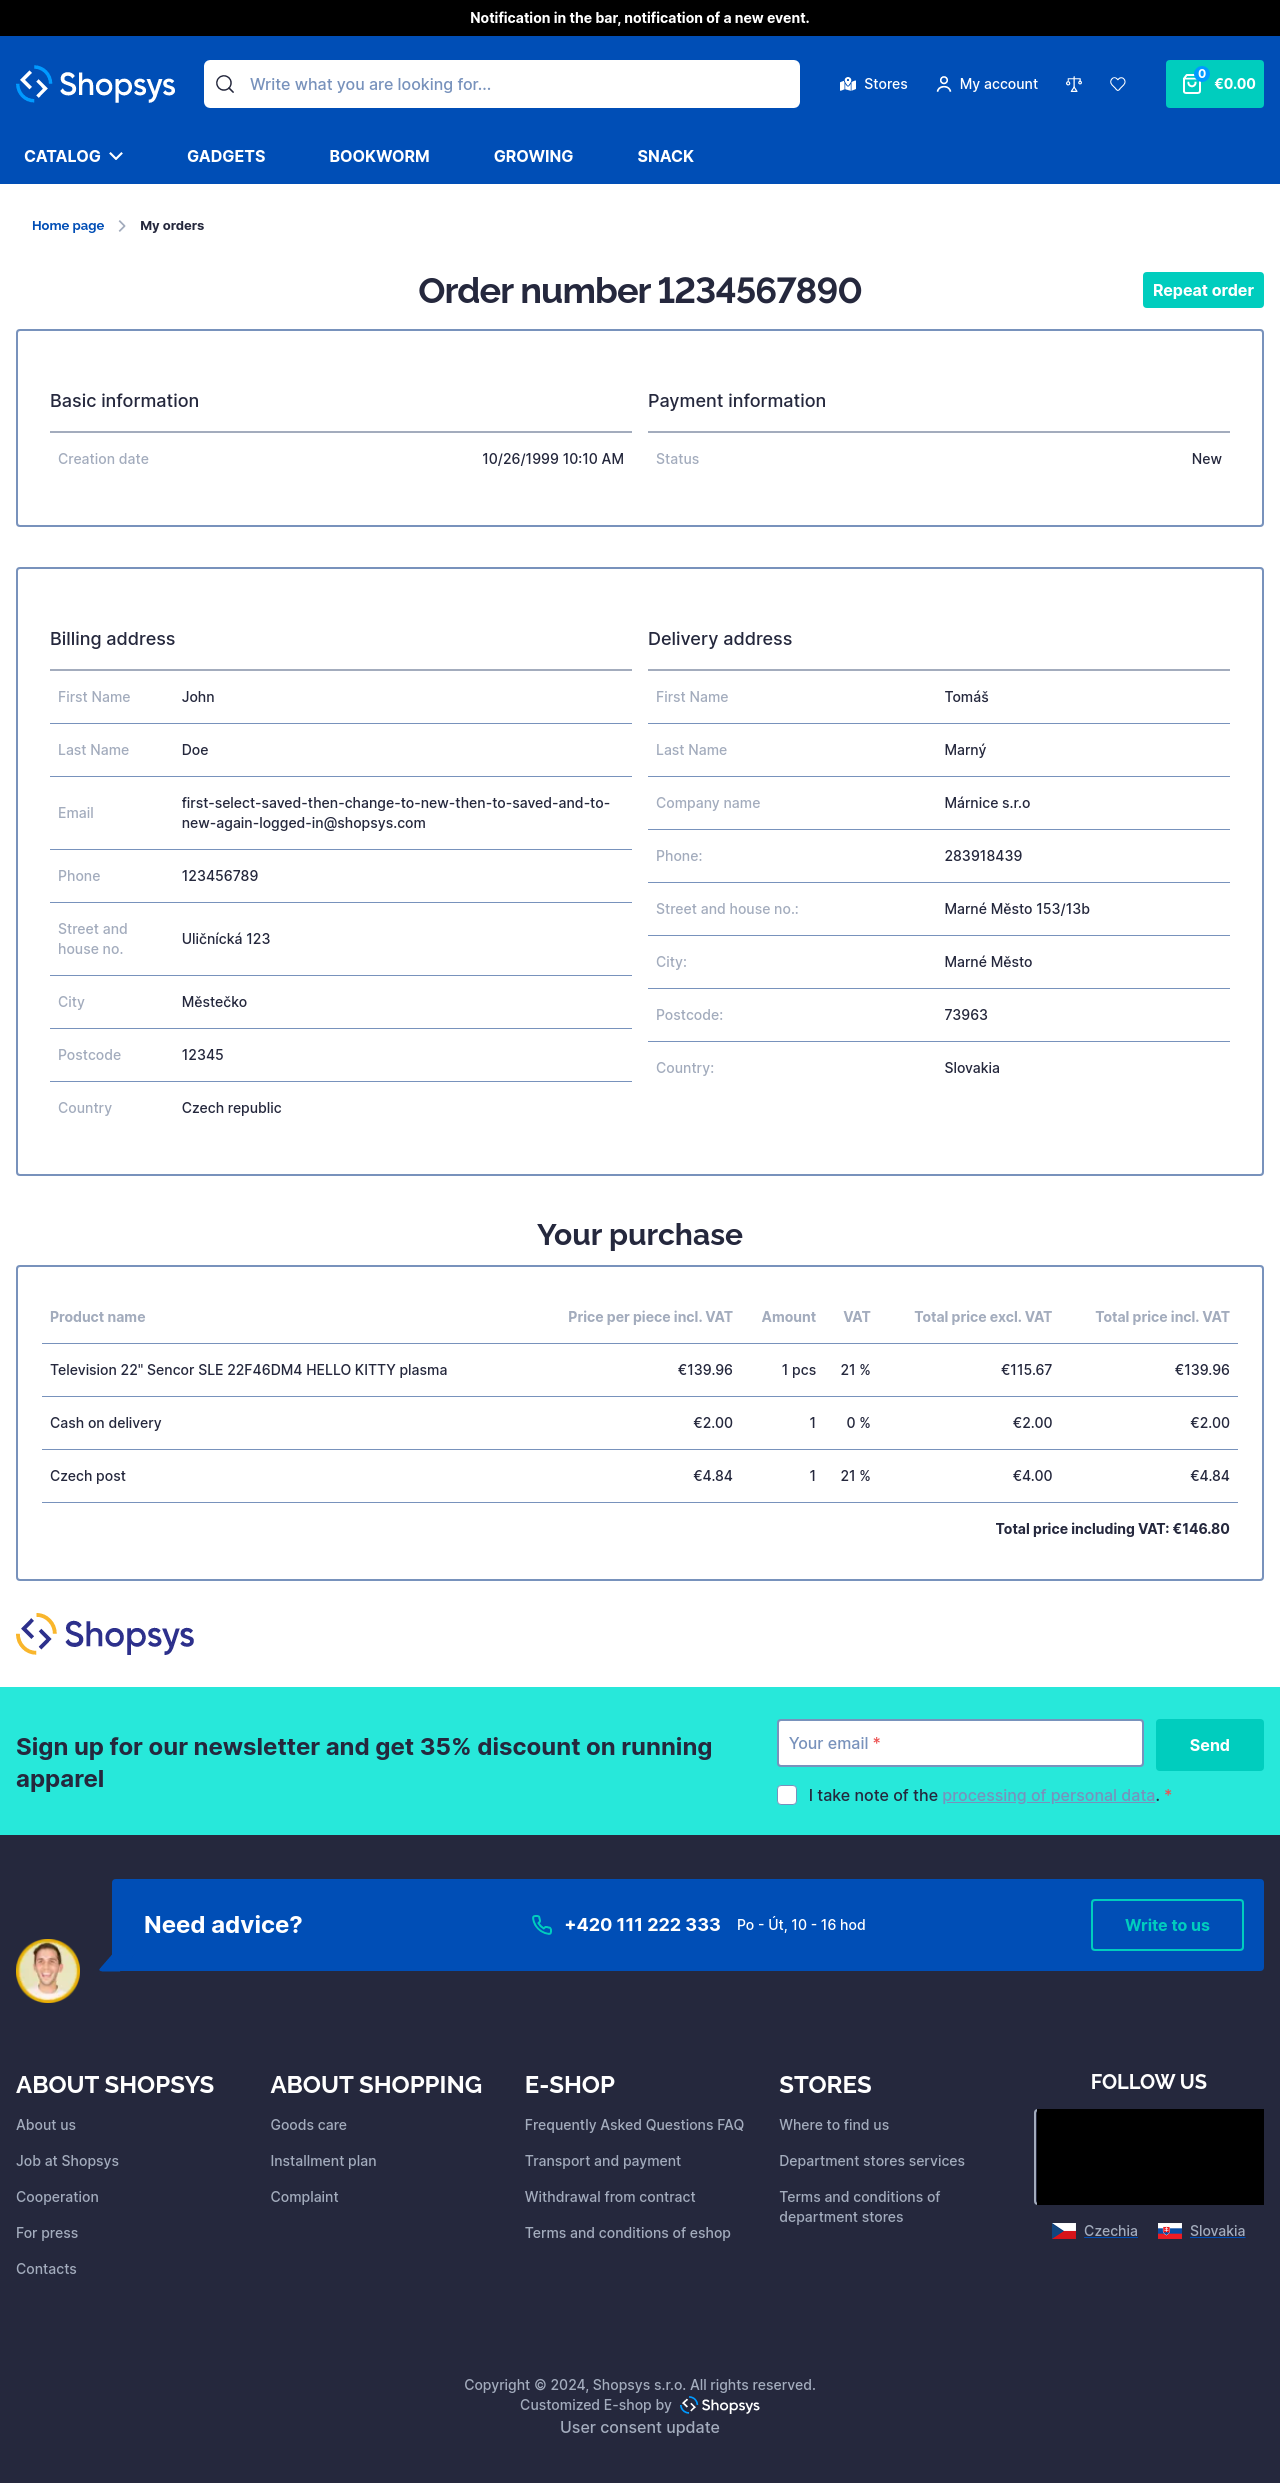 Notification in the bar, notification of a new event.
Shopsys
Write what you are looking for...
Stores
My account
0
€0.00
CATALOG
GADGETS
BOOKWORM
GROWING
SNACK
Home page
My orders
Order number 1234567890
Repeat order
Basic information
Creation date
10/26/1999 10:10 AM
Payment information
Status
New
Billing address
First Name
John
Last Name
Doe
Email
first-select-saved-then-change-to-new-then-to-saved-and-to-
new-again-logged-in@shopsys.com
Phone
123456789
Street and
house no.
Uličnícká 123
City
Městečko
Postcode
12345
Country
Czech republic
Delivery address
First Name
Tomáš
Last Name
Marný
Company name
Márnice s.r.o
Phone:
283918439
Street and house no.:
Marné Město 153/13b
City:
Marné Město
Postcode:
73963
Country:
Slovakia
Your purchase
Product name
Price per piece incl. VAT
Amount
VAT
Total price excl. VAT
Total price incl. VAT
Television 22" Sencor SLE 22F46DM4 HELLO KITTY plasma
€139.96
1 pcs
21 %
€115.67
€139.96
Cash on delivery
€2.00
1
0 %
€2.00
€2.00
Czech post
€4.84
1
21 %
€4.00
€4.84
Total price including VAT: €146.80
Shopsys
Sign up for our newsletter and get 35% discount on running
apparel
Your email *
Send
I take note of the processing of personal data. *
Need advice?
+420 111 222 333
Po - Út, 10 - 16 hod
Write to us
ABOUT SHOPSYS
About us
Job at Shopsys
Cooperation
For press
Contacts
ABOUT SHOPPING
Goods care
Installment plan
Complaint
E-SHOP
Frequently Asked Questions FAQ
Transport and payment
Withdrawal from contract
Terms and conditions of eshop
STORES
Where to find us
Department stores services
Terms and conditions of
department stores
FOLLOW US
Czechia
Slovakia
Copyright © 2024, Shopsys s.r.o. All rights reserved.
Customized E-shop by Shopsys
User consent update